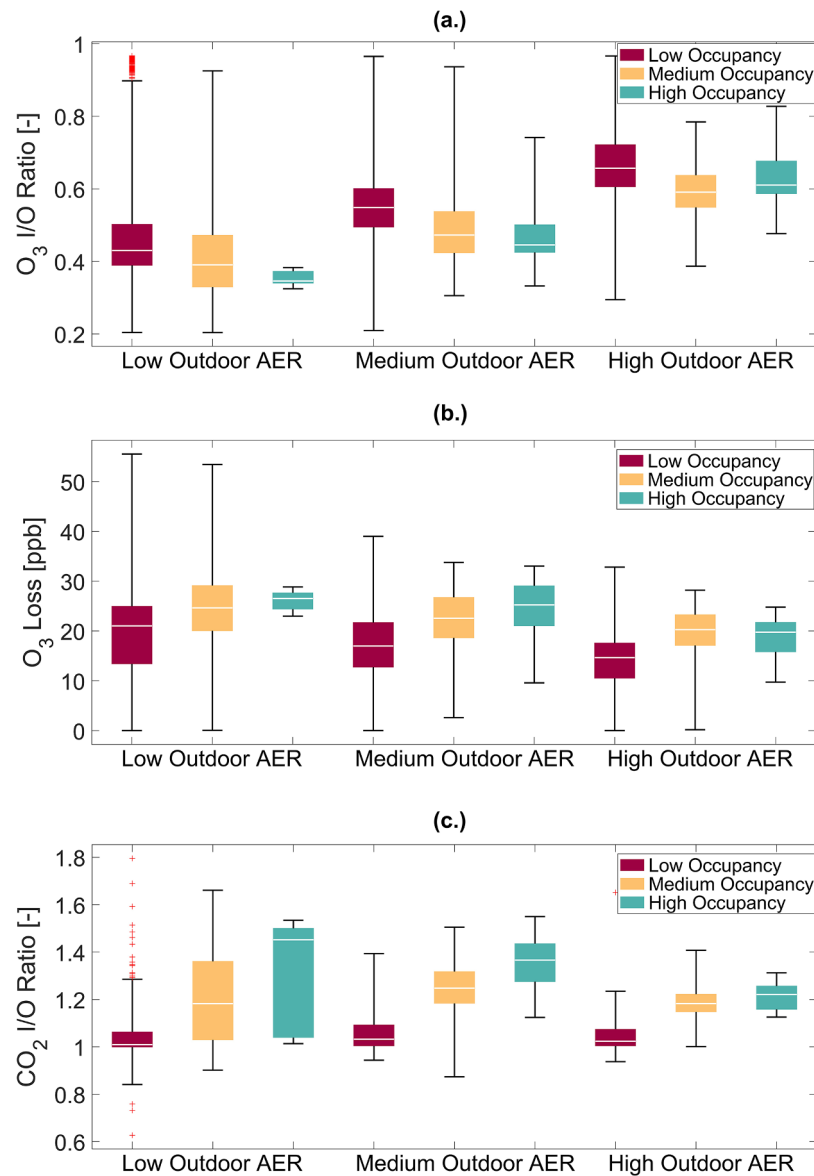 (a.)
1
0.8
0.6
0.4
0.2
O3 I/O Ratio [-]
Low Occupancy
Medium Occupancy
High Occupancy
Low Outdoor AER Medium Outdoor AER High Outdoor AER
(b.)
50
40
30
20
10
0
O3 Loss [ppb]
Low Occupancy
Medium Occupancy
High Occupancy
Low Outdoor AER Medium Outdoor AER High Outdoor AER
(c.)
1.8
1.6
1.4
1.2
1
0.8
0.6
CO2 I/O Ratio [-]
Low Occupancy
Medium Occupancy
High Occupancy
Low Outdoor AER Medium Outdoor AER High Outdoor AER